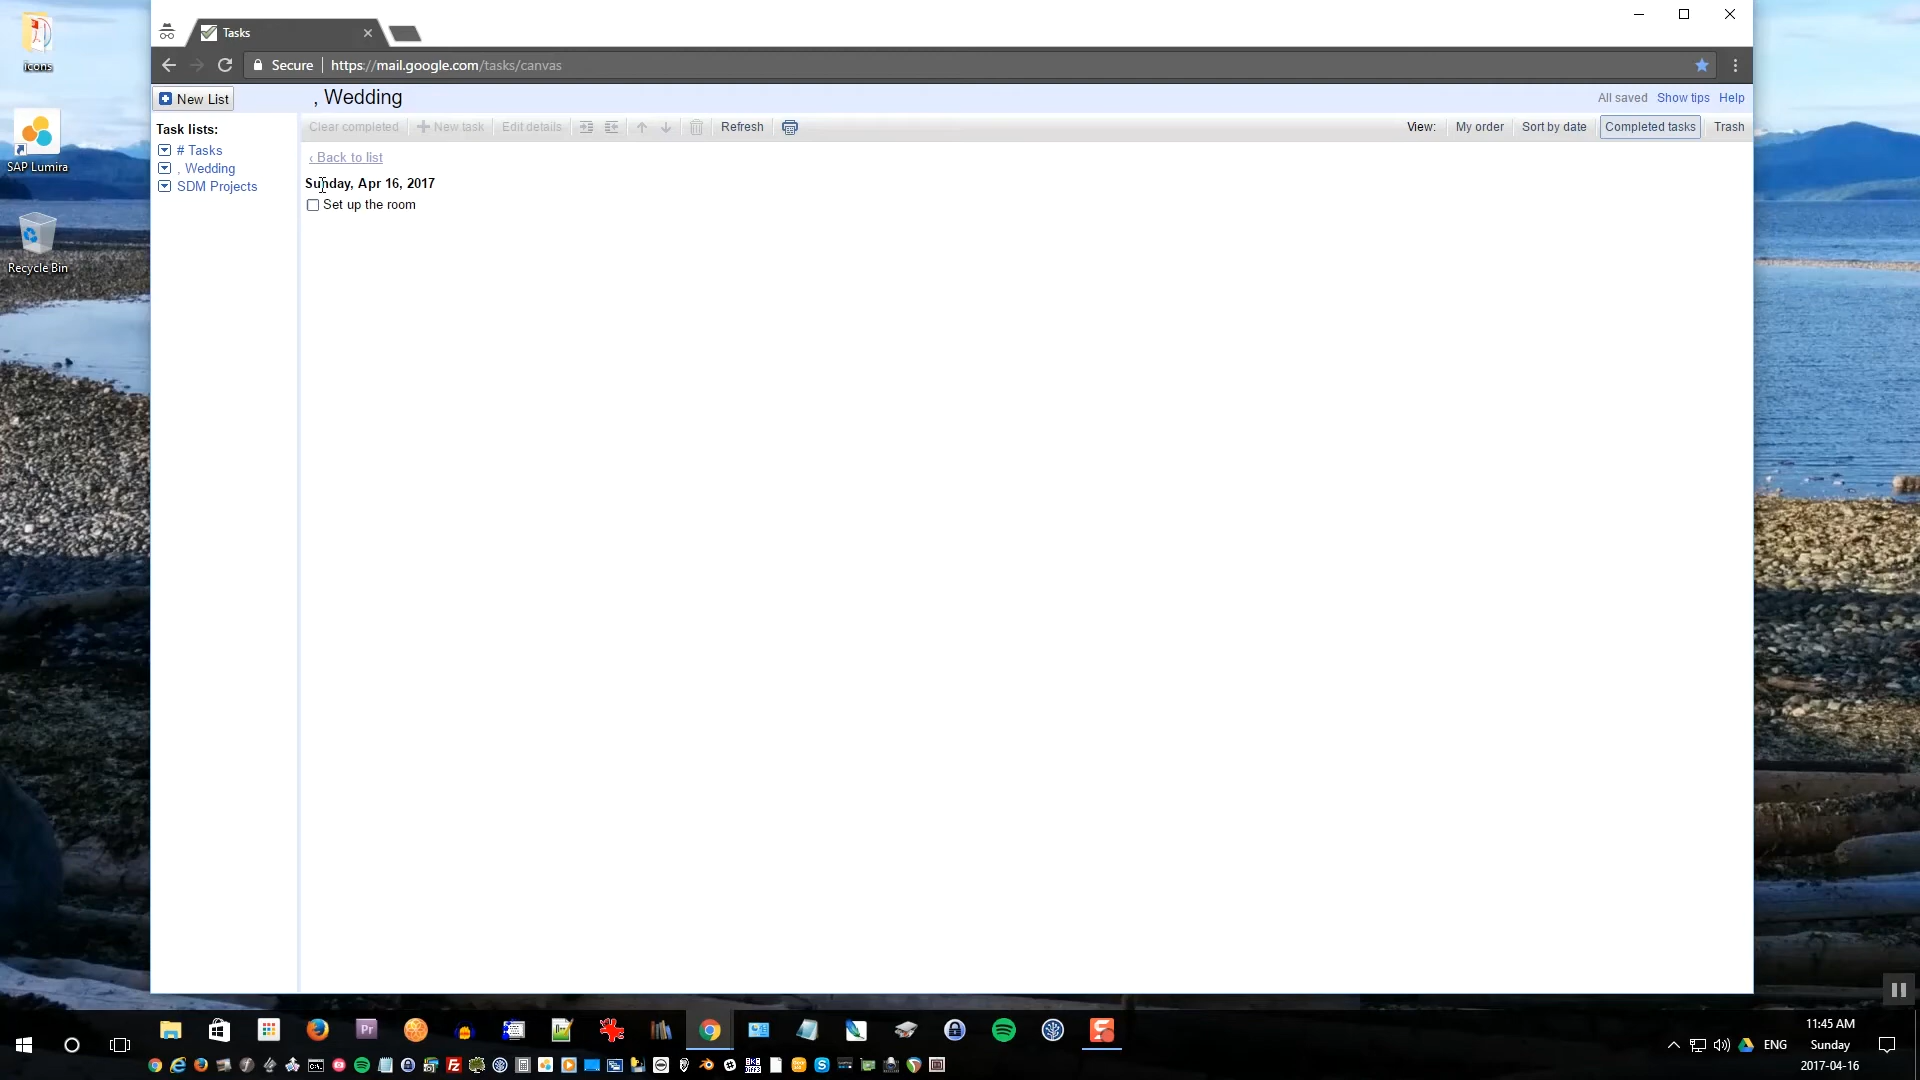 icons
SAP Lumira
Recycle Bin
Tasks
Secure | https://mail.google.com/tasks/canvas
New List
, Wedding
All saved Show tips Help
Task lists:
# Tasks
, Wedding
SDM Projects
Clear completed New task Edit details Refresh View: My order Sort by date Completed tasks Trash
‹ Back to list
Sunday, Apr 16, 2017
Set up the room
Pr
ENG
11:45 AM
Sunday
2017-04-16